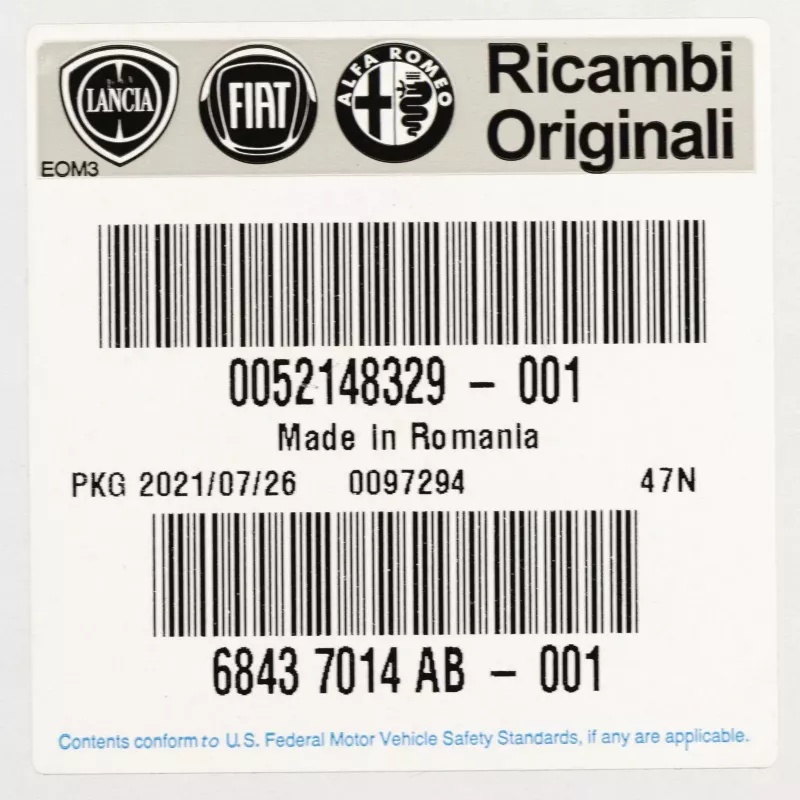 LANCIA
FIAT
ALFA ROMEO
Ricambi
Originali
EOM3
0052148329 - 001
Made in Romania
PKG 2021/07/26 0097294 47N
6843 7014 AB - 001
Contents conform to U.S. Federal Motor Vehicle Safety Standards, if any are applicable.